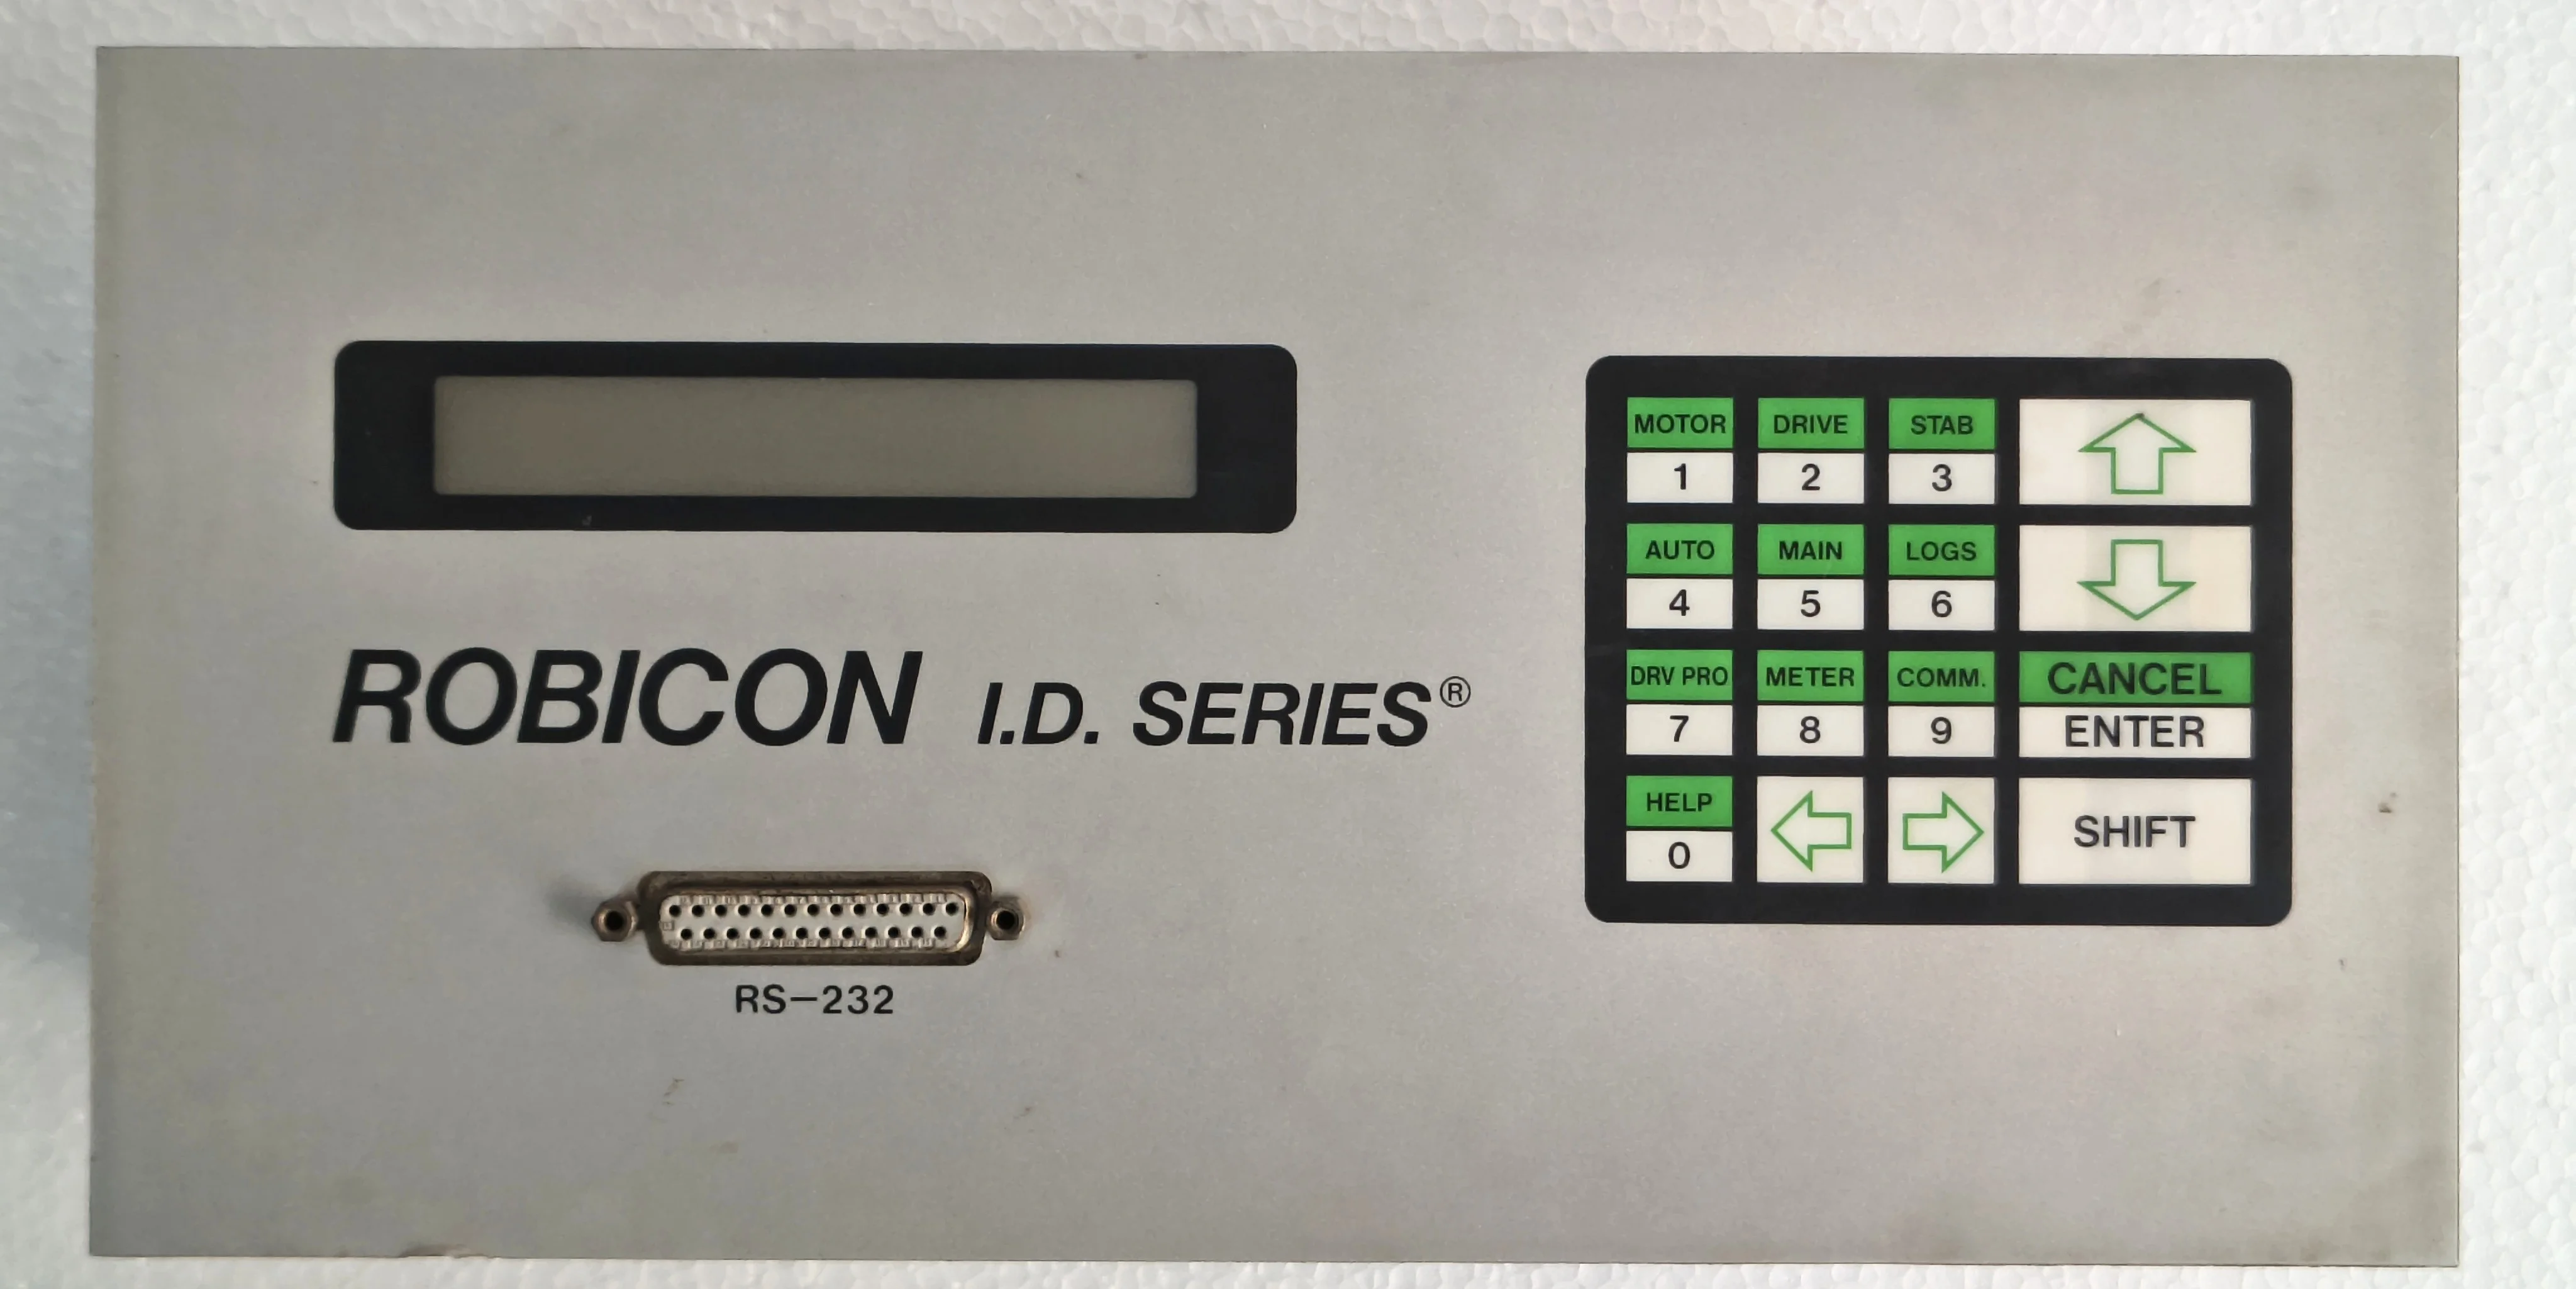 ROBICON I.D. SERIES®
RS-232
MOTOR DRIVE STAB
1 2 3
AUTO MAIN LOGS
4 5 6
DRV PRO METER COMM. CANCEL
7 8 9 ENTER
HELP
0 SHIFT